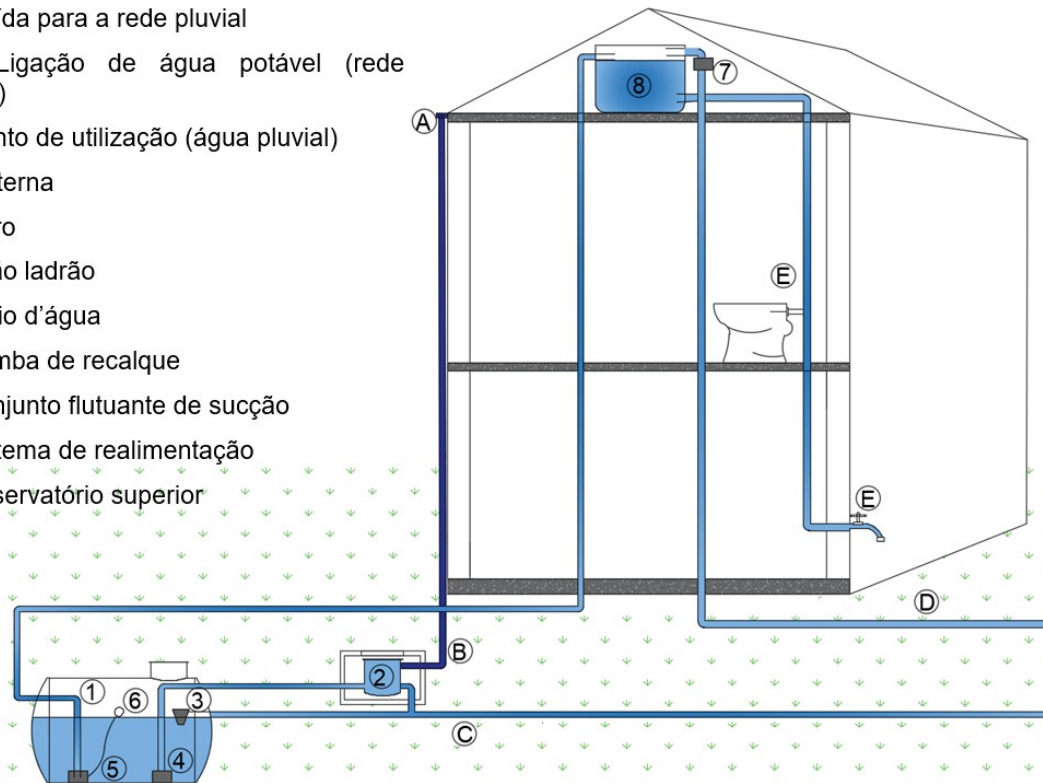 ída para a rede pluvial
Ligação de água potável (rede
)
nto de utilização (água pluvial)
terna
ro
ão ladrão
io d’água
mba de recalque
njunto flutuante de sucção
tema de realimentação
servatório superior
7
8
A
E
E
D
B
2
1
6
3
C
5
4